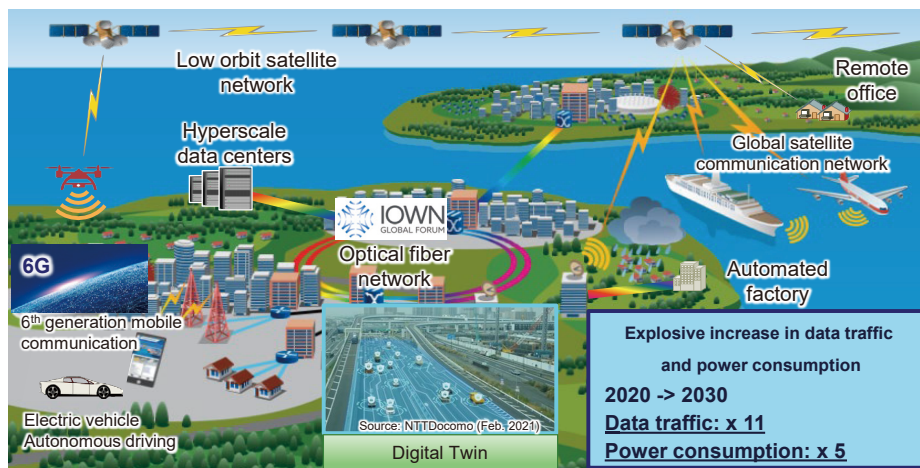 Low orbit satellite
network
Remote
office
Hyperscale
data centers
Global satellite
communication network
IOWN
GLOBAL FORUM
Optical fiber
network
6G
Automated
factory
6th generation mobile
communication
Electric vehicle
Autonomous driving
Source: NTTDocomo (Feb. 2021)
Digital Twin
Explosive increase in data traffic
and power consumption
2020 -> 2030
Data traffic: x 11
Power consumption: x 5